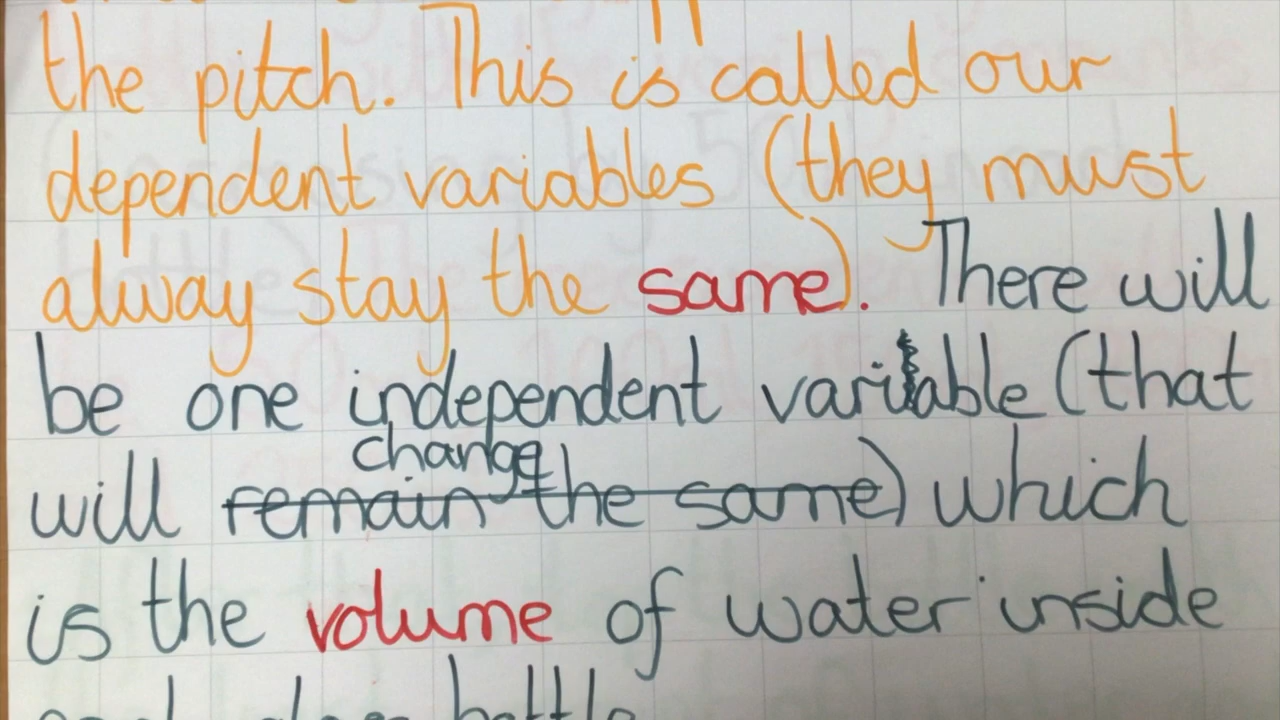 the pitch. This is called our
dependent variables (they must
alway stay the same). There will
be one independent variable (that
change
will remain the same) which
is the volume of water inside
bottle